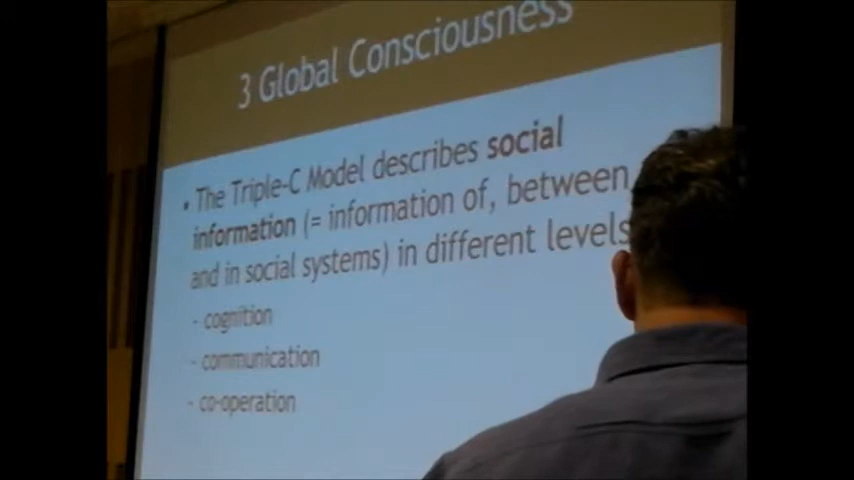 3 Global Consciousness
• The Triple-C Model describes social
information (= information of, between
and in social systems) in different levels
- cognition
- communication
- co-operation